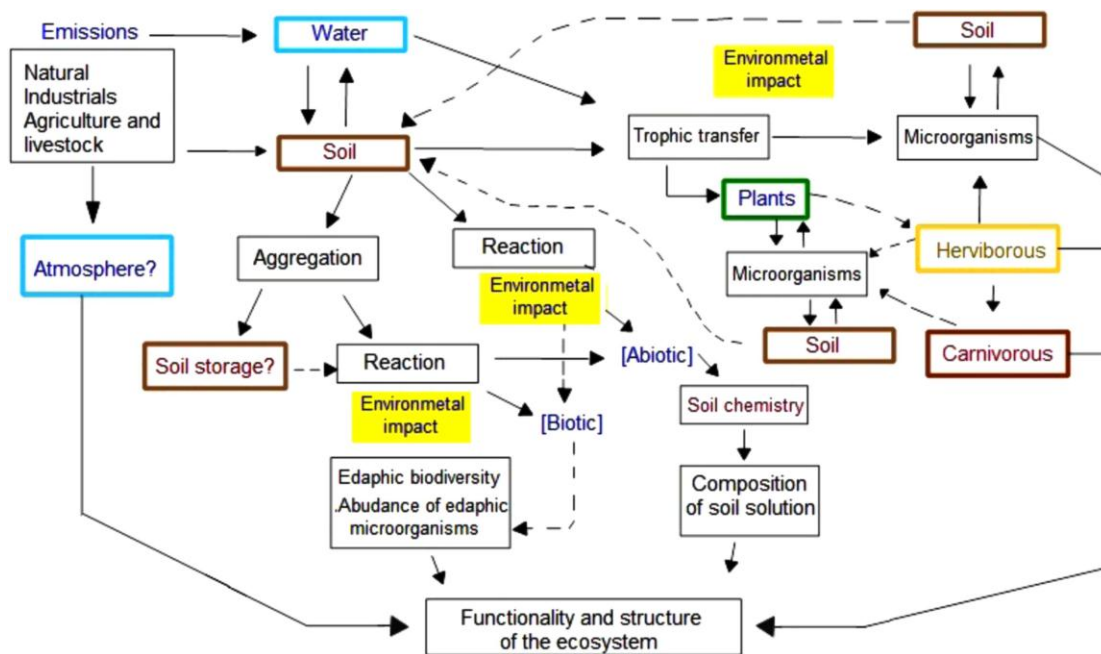 Emissions
Water
Soil
Natural
Industrials
Agriculture and
livestock
Environmetal
impact
Trophic transfer
Microorganisms
Soil
Plants
Reaction
Herviborous
Atmosphere?
Aggregation
Microorganisms
Environmetal
impact
Soil
Carnivorous
Soil storage?
Reaction
[Abiotic]
Environmetal
impact
[Biotic]
Soil chemistry
Edaphic biodiversity
.Abudance of edaphic
microorganisms
Composition
of soil solution
Functionality and structure
of the ecosystem